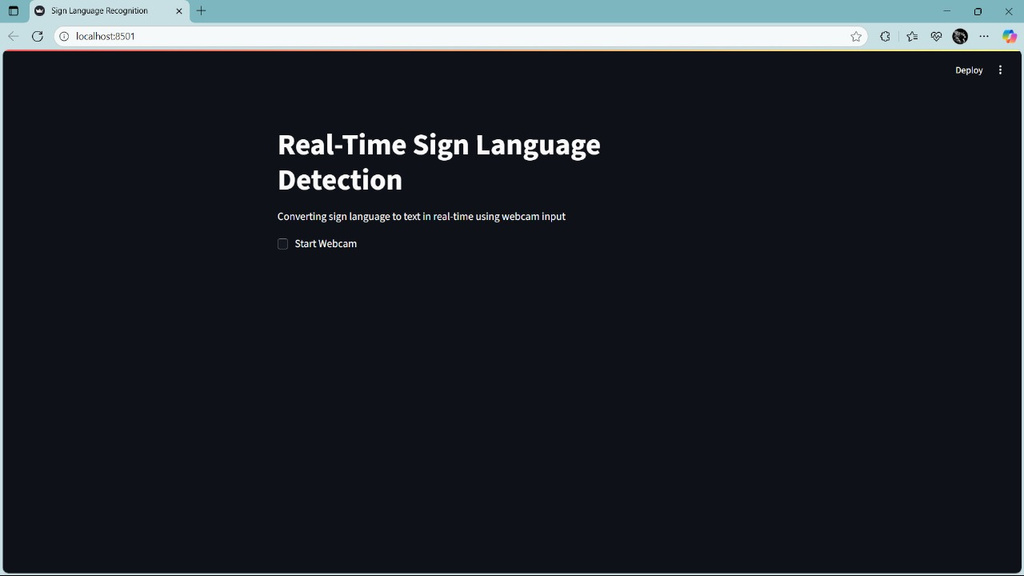 Sign Language Recognition
localhost:8501
Deploy
Real-Time Sign Language
Detection
Converting sign language to text in real-time using webcam input
Start Webcam